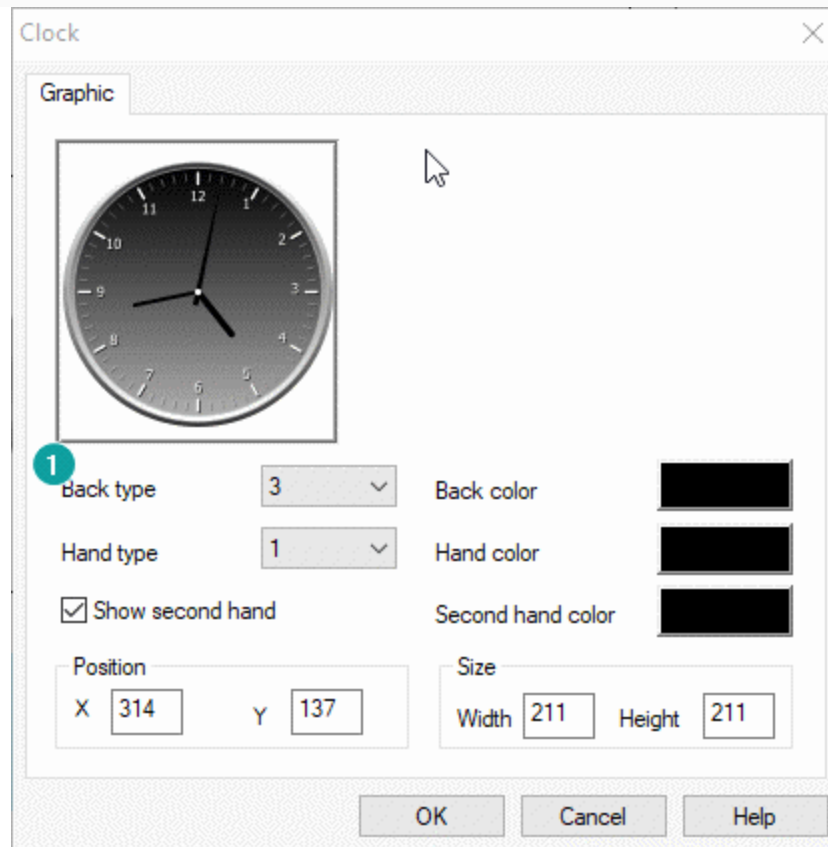 Clock
Graphic
12
11
1
10
2
9
3
8
4
7
5
6
1
Back type 3 Back color
Hand type 1 Hand color
Show second hand Second hand color
Position Size
X 314 Y 137 Width 211 Height 211
OK Cancel Help